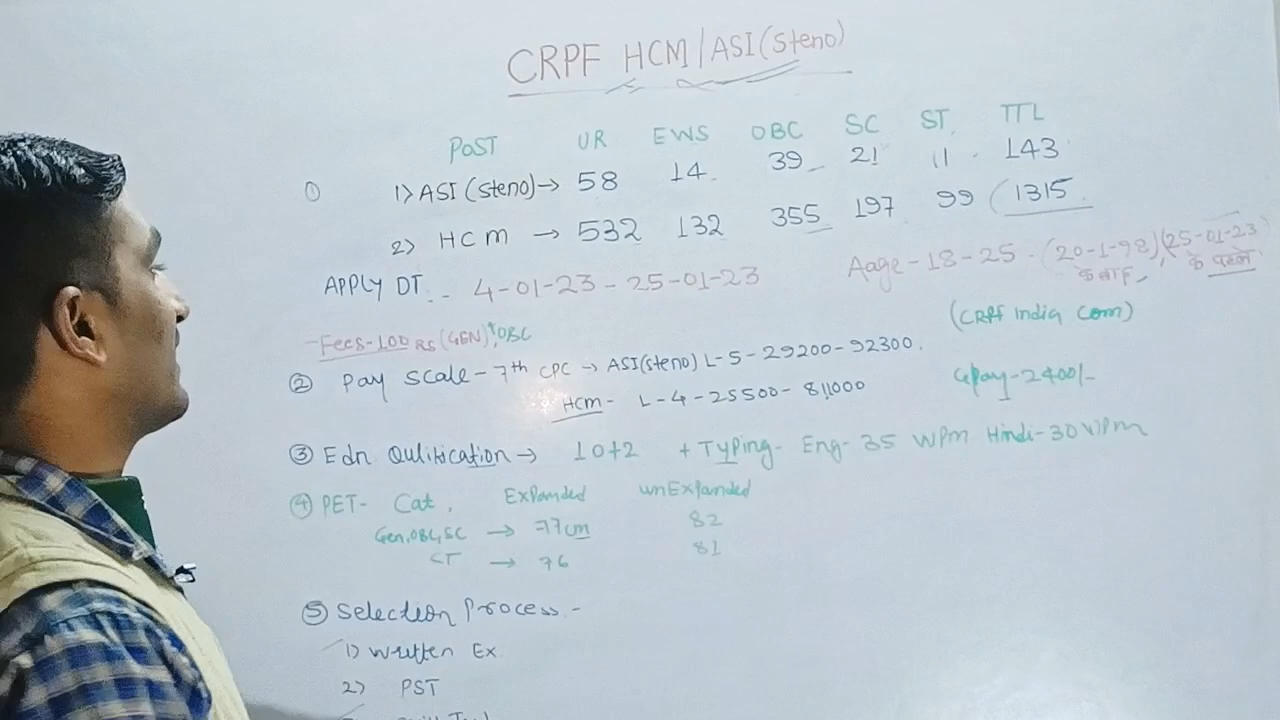 CRPF HCM/ASI(Steno)
POST UR EWS OBC SC ST TTL
① 1) ASI (Steno) → 58 14 39 21 11 143
2) HCM → 532 132 355 197 99 1315
APPLY DT. - 4-01-23 - 25-01-23
Aage - 18-25 - (20-1-98) (25-01-23)
के बाद के पहले
Fees-100 RS (GEN), OBC
(CRPF India Com)
② Pay scale - 7th CPC → ASI(steno) L-5-29200-92300.
HCM - L-4-25500-81,000
Gpay-2400/-
③ Edn Qulitication → 10+2 + Typing- Eng- 35 WPM Hindi-30 WPM
④ PET- Cat, Expanded unExpanded
Gen,OBC,SC → 77cm 82
ST → 76 81
⑤ Selection Process -
1) written Ex
2) PST